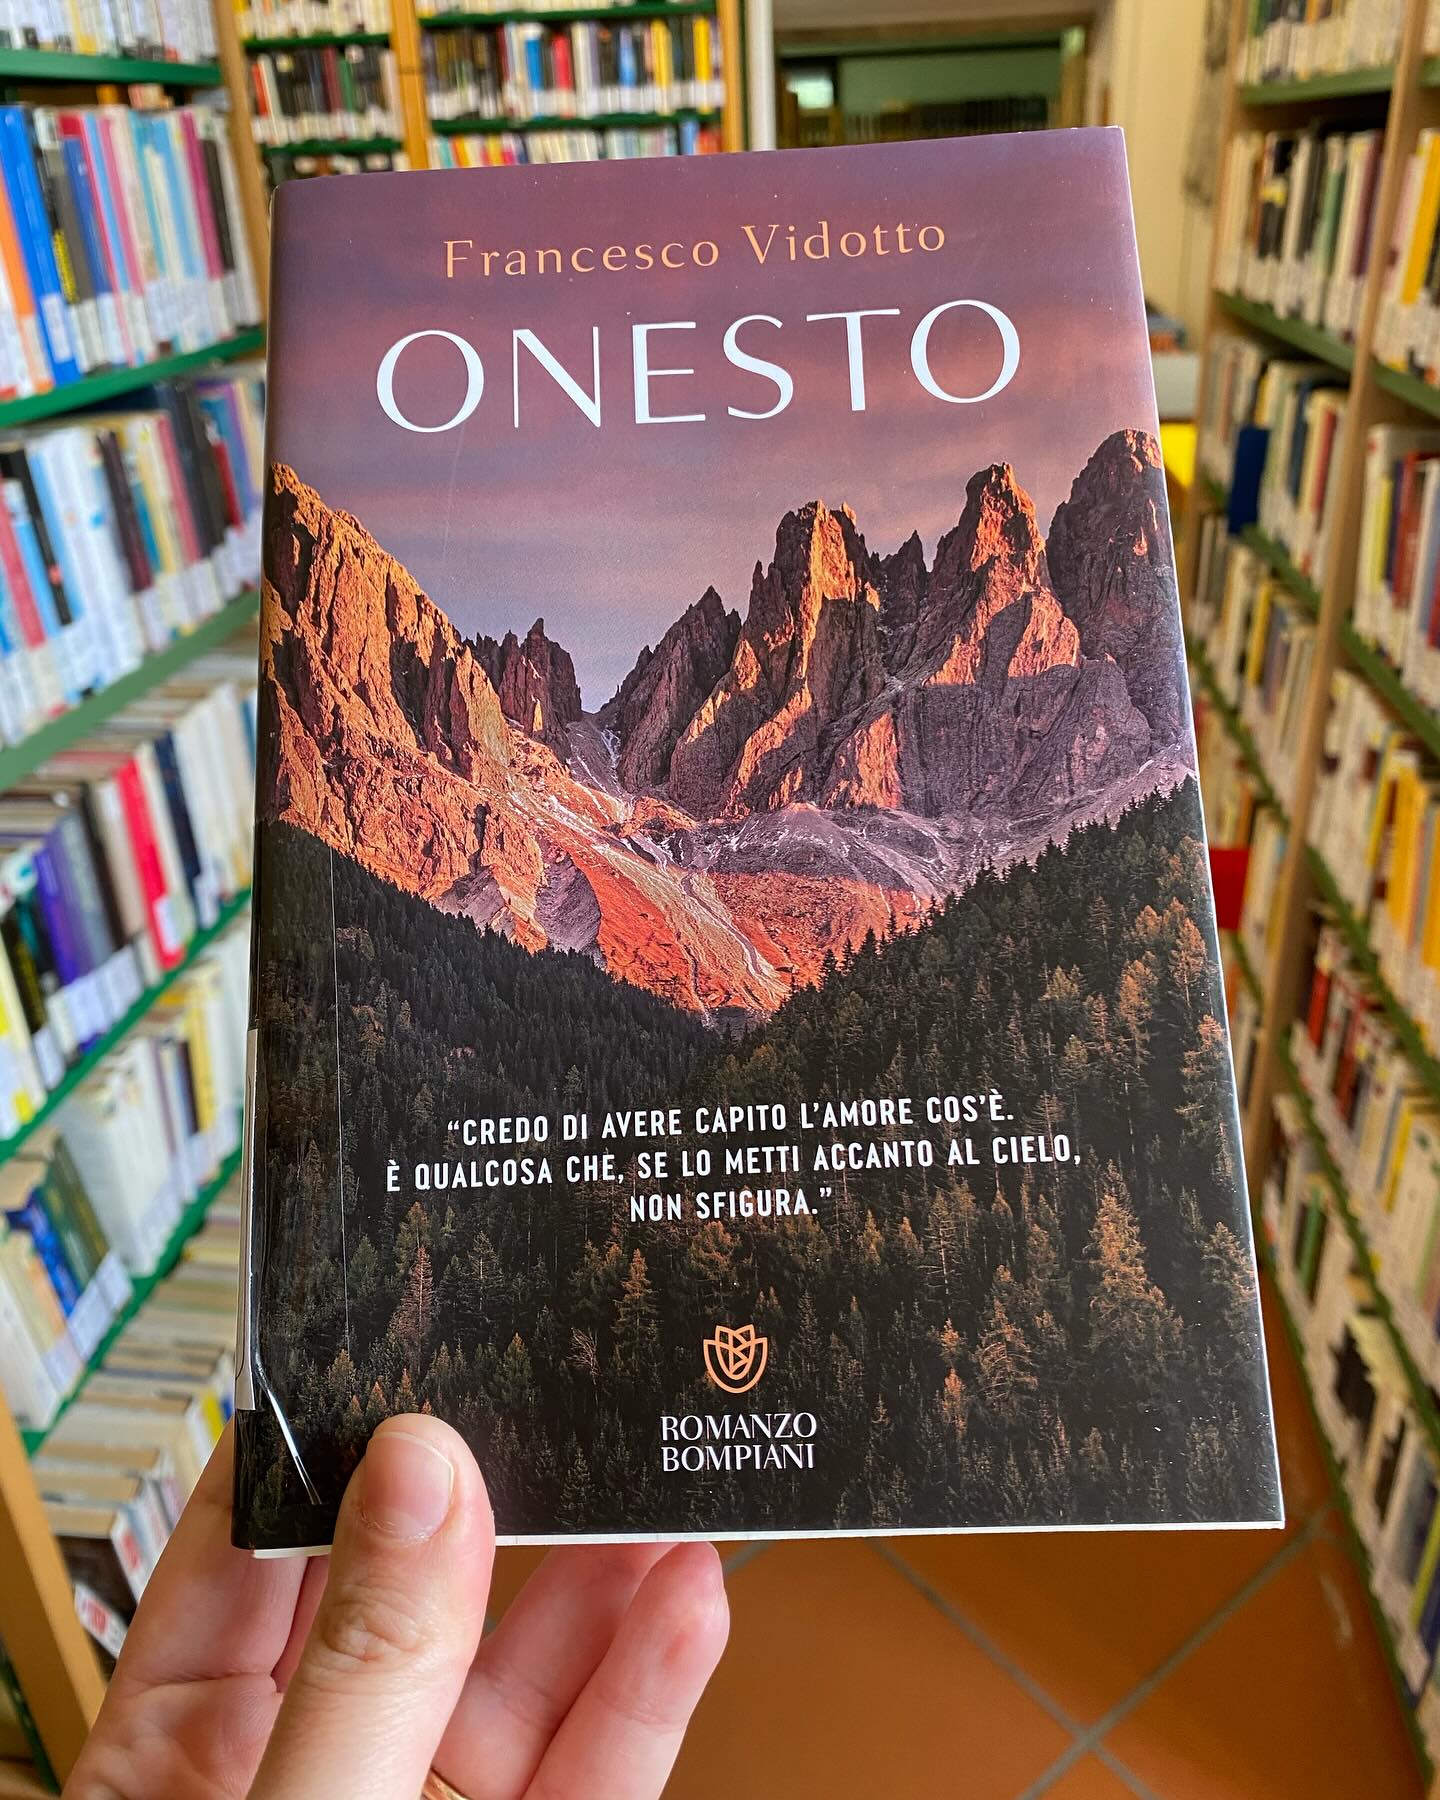 Francesco Vidotto
ONESTO
“CREDO DI AVERE CAPITO L’AMORE COS’È.
È QUALCOSA CHE, SE LO METTI ACCANTO AL CIELO,
NON SFIGURA.”
ROMANZO
BOMPIANI